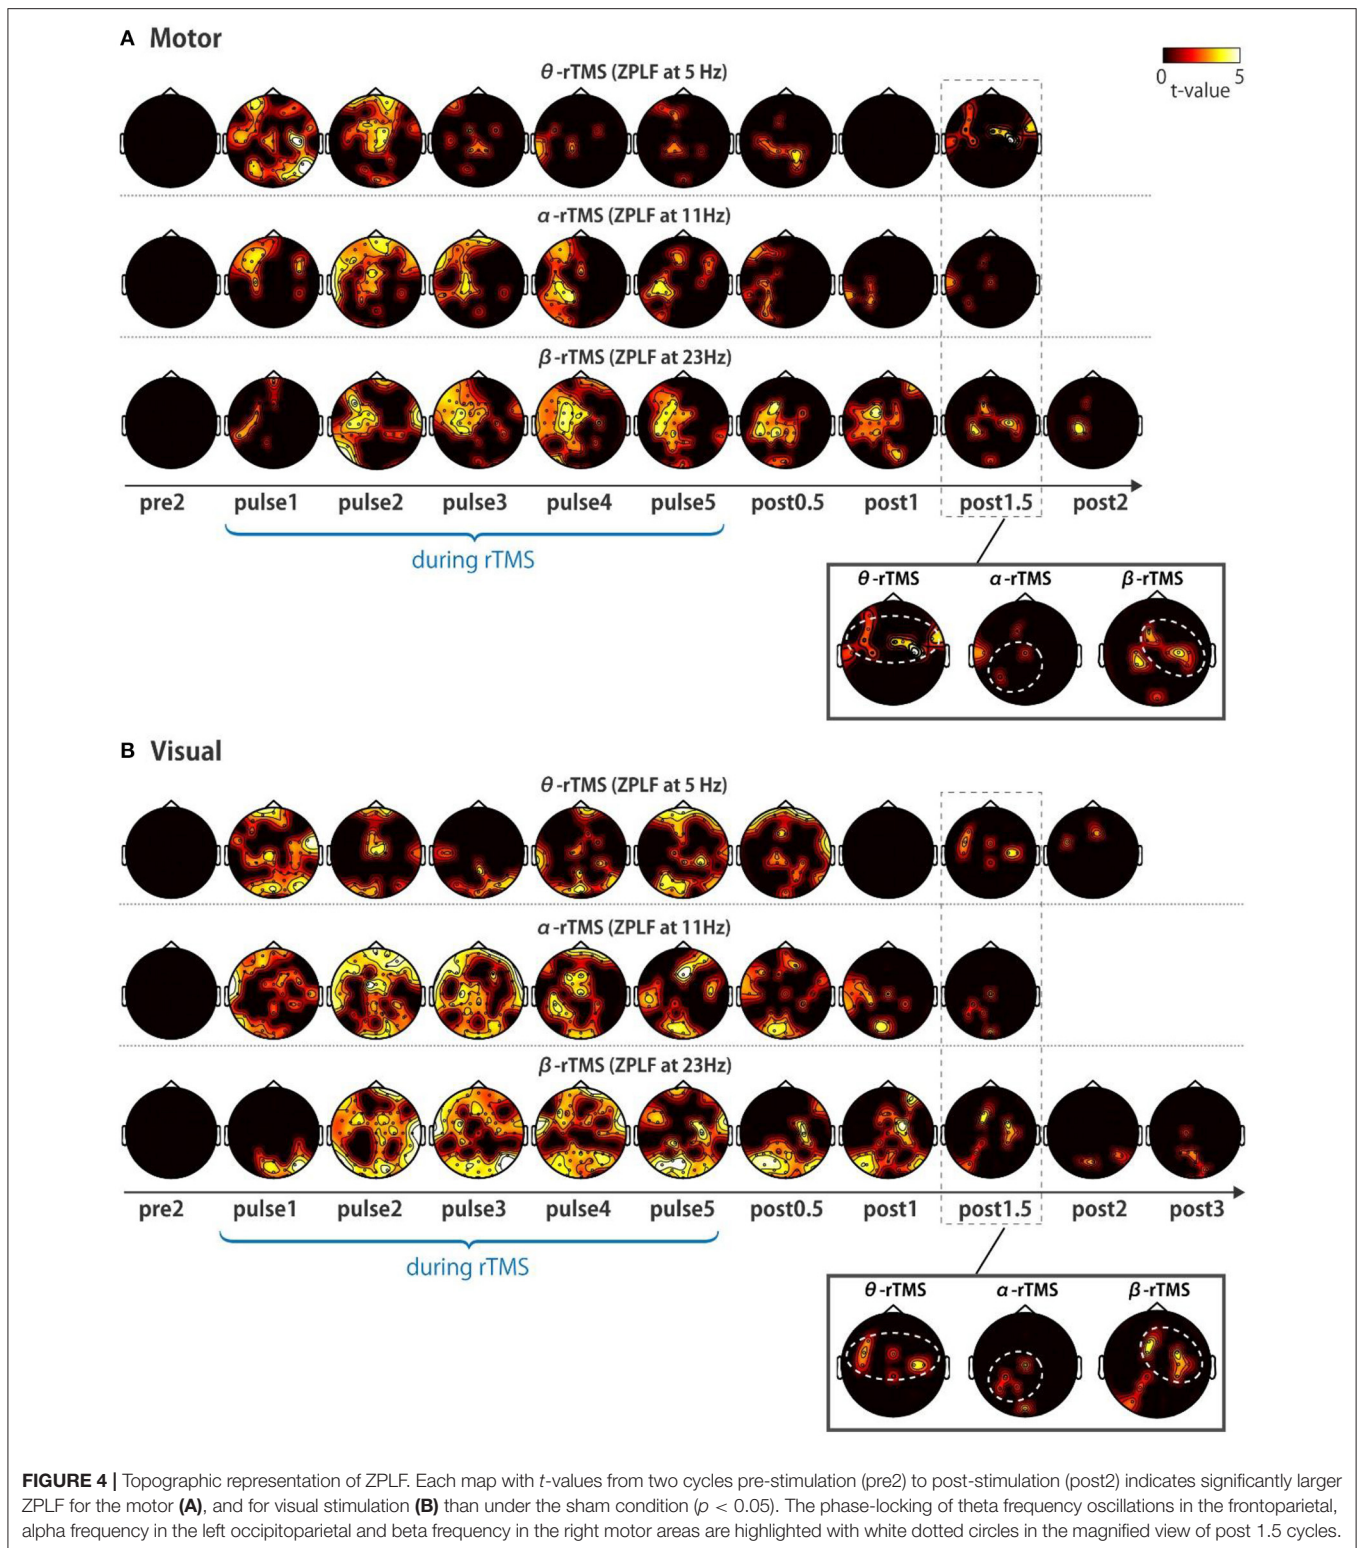 A Motor
θ-rTMS (ZPLF at 5 Hz)
0 5
t-value
α-rTMS (ZPLF at 11Hz)
β-rTMS (ZPLF at 23Hz)
pre2 pulse1 pulse2 pulse3 pulse4 pulse5 post0.5 post1 post1.5 post2
during rTMS
θ-rTMS α-rTMS β-rTMS
B Visual
θ-rTMS (ZPLF at 5 Hz)
α-rTMS (ZPLF at 11Hz)
β-rTMS (ZPLF at 23Hz)
pre2 pulse1 pulse2 pulse3 pulse4 pulse5 post0.5 post1 post1.5 post2 post3
during rTMS
θ-rTMS α-rTMS β-rTMS
FIGURE 4 | Topographic representation of ZPLF. Each map with t-values from two cycles pre-stimulation (pre2) to post-stimulation (post2) indicates significantly larger
ZPLF for the motor (A), and for visual stimulation (B) than under the sham condition (p < 0.05). The phase-locking of theta frequency oscillations in the frontoparietal,
alpha frequency in the left occipitoparietal and beta frequency in the right motor areas are highlighted with white dotted circles in the magnified view of post 1.5 cycles.